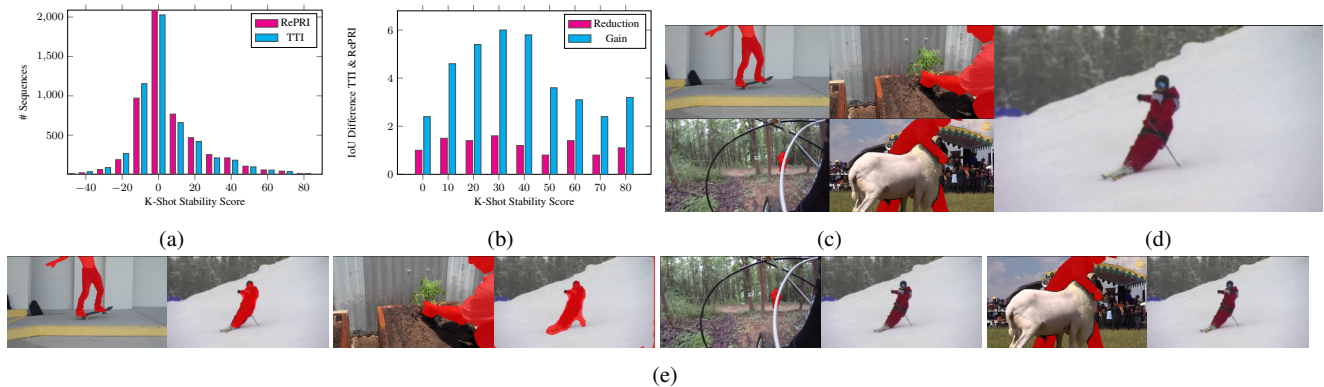 2,000
1,500
1,000
500
# Sequences
RePRI
TTI
−40 −20 0 20 40 60 80
K-Shot Stability Score
(a)
6
4
2
0
IoU Difference TTI & RePRI
Reduction
Gain
0 10 20 30 40 50 60 70 80
K-Shot Stability Score
(b)
(c)
(d)
(e)